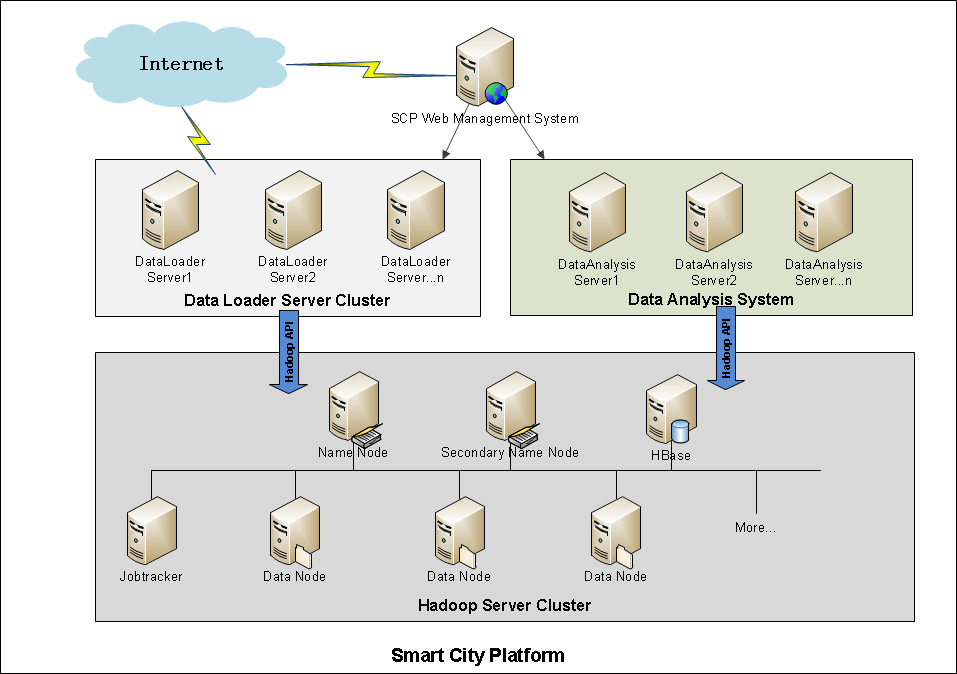 Internet
SCP Web Management System
DataLoader
Server1
DataLoader
Server2
DataLoader
Server...n
Data Loader Server Cluster
DataAnalysis
Server1
DataAnalysis
Server2
DataAnalysis
Server...n
Data Analysis System
Hadoop API
Hadoop API
Name Node
Secondary Name Node
HBase
Jobtracker
Data Node
Data Node
Data Node
More...
Hadoop Server Cluster
Smart City Platform